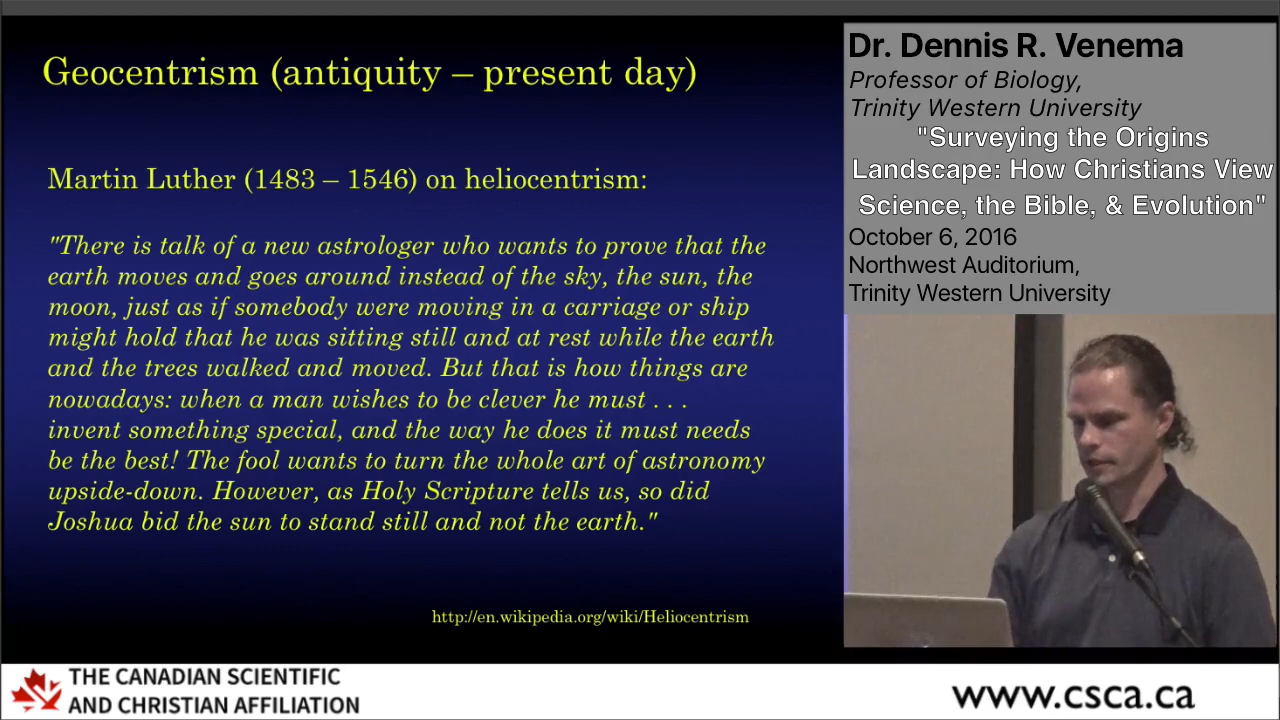 Geocentrism (antiquity – present day)
Martin Luther (1483 – 1546) on heliocentrism:
"There is talk of a new astrologer who wants to prove that the
earth moves and goes around instead of the sky, the sun, the
moon, just as if somebody were moving in a carriage or ship
might hold that he was sitting still and at rest while the earth
and the trees walked and moved. But that is how things are
nowadays: when a man wishes to be clever he must . . .
invent something special, and the way he does it must needs
be the best! The fool wants to turn the whole art of astronomy
upside-down. However, as Holy Scripture tells us, so did
Joshua bid the sun to stand still and not the earth."
http://en.wikipedia.org/wiki/Heliocentrism
Dr. Dennis R. Venema
Professor of Biology,
Trinity Western University
"Surveying the Origins
Landscape: How Christians View
Science, the Bible, & Evolution"
October 6, 2016
Northwest Auditorium,
Trinity Western University
THE CANADIAN SCIENTIFIC
AND CHRISTIAN AFFILIATION
www.csca.ca